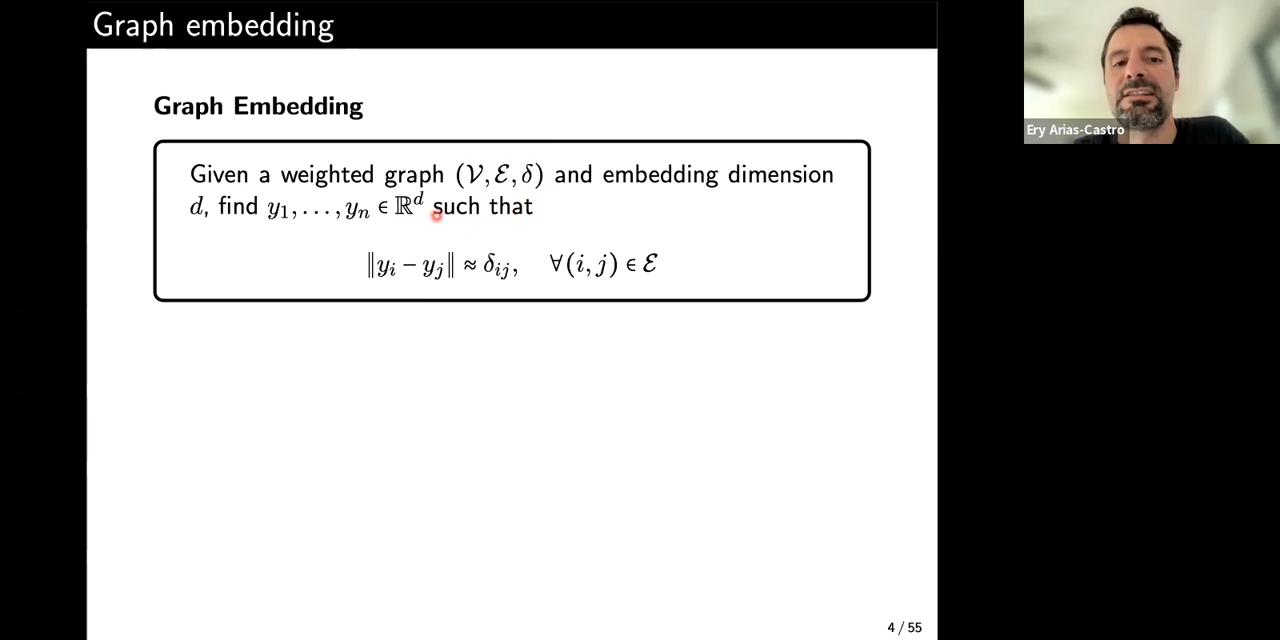 Graph embedding
Graph Embedding
Given a weighted graph (𝒱, ℰ, δ) and embedding dimension
d, find y₁, . . . , yₙ ∈ ℝᵈ such that
‖yᵢ − yⱼ‖ ≈ δᵢⱼ, ∀(i, j) ∈ ℰ
4 / 55
Ery Arias-Castro